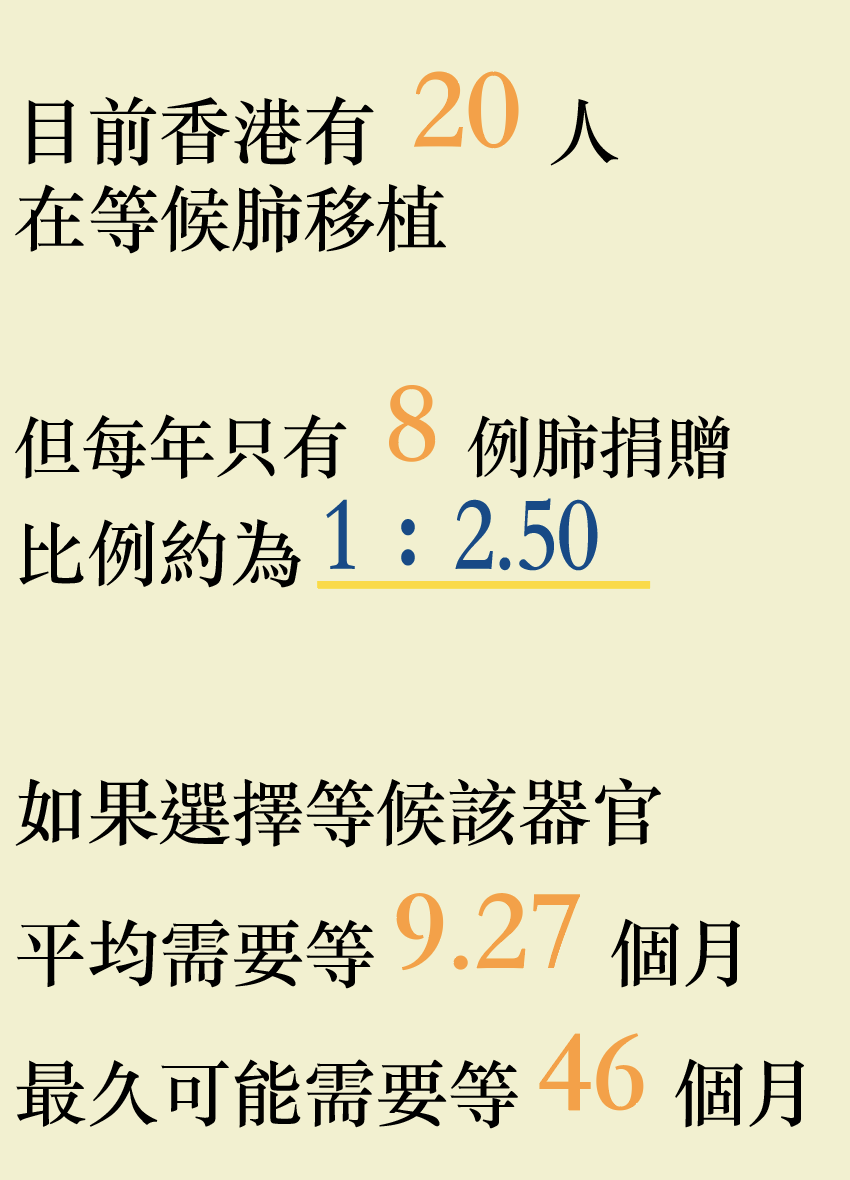 目前香港有 20 人
在等候肺移植
但每年只有 8 例肺捐贈
比例約為 1 : 2.50
如果選擇等候該器官
平均需要等 9.27 個月
最久可能需要等 46 個月